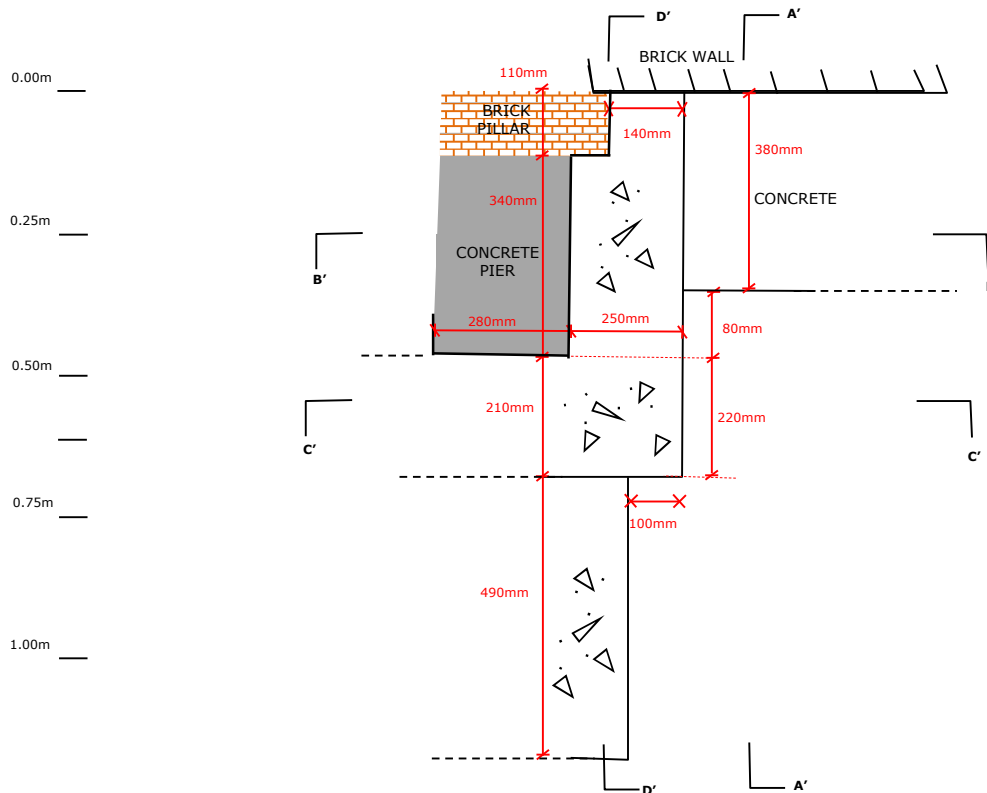 D’
A’
BRICK WALL
0.00m
110mm
BRICK
PILLAR
140mm
380mm
340mm
CONCRETE
0.25m
B’
CONCRETE
PIER
280mm
250mm
80mm
0.50m
210mm
220mm
C’
C’
0.75m
100mm
490mm
1.00m
D’
A’